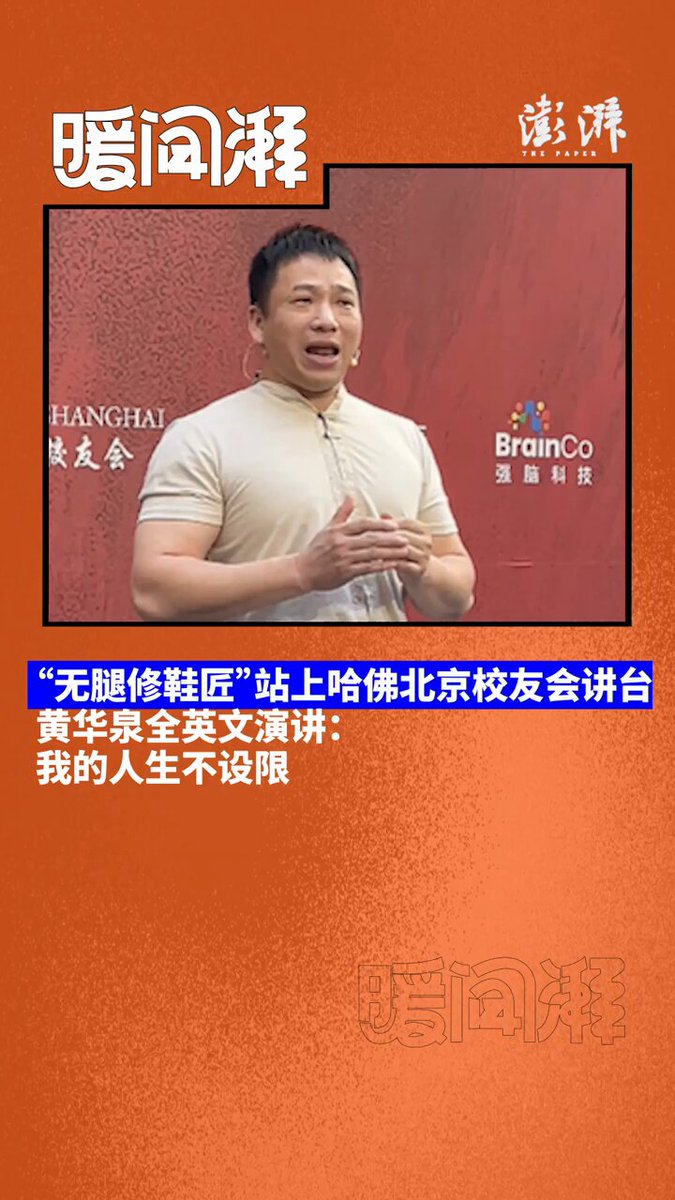 暖闻湃
澎湃
THE PAPER
SHANGHAI
校友会
BrainCo
强脑科技
“无腿修鞋匠”站上哈佛北京校友会讲台
黄华泉全英文演讲：
我的人生不设限
暖闻湃